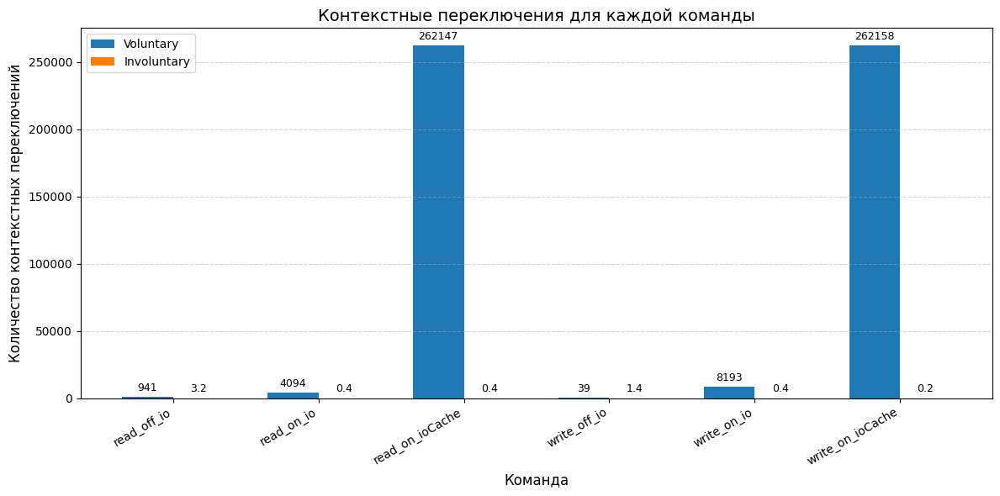 Контекстные переключения для каждой команды
Voluntary
Involuntary
Количество контекстных переключений
250000
200000
150000
100000
50000
0
941
3.2
4094
0.4
262147
0.4
39
1.4
8193
0.4
262158
0.2
read_off_io
read_on_io
read_on_ioCache
write_off_io
write_on_io
write_on_ioCache
Команда